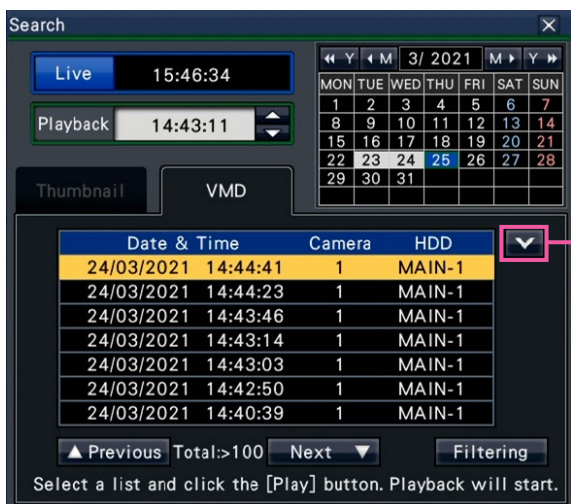 Search
Live 15:46:34
Playback 14:43:11
Y M 3/ 2021 M Y
MON TUE WED THU FRI SAT SUN
1 2 3 4 5 6 7
8 9 10 11 12 13 14
15 16 17 18 19 20 21
22 23 24 25 26 27 28
29 30 31
Thumbnail VMD
Date & Time Camera HDD
24/03/2021 14:44:41 1 MAIN-1
24/03/2021 14:44:23 1 MAIN-1
24/03/2021 14:43:46 1 MAIN-1
24/03/2021 14:43:14 1 MAIN-1
24/03/2021 14:43:03 1 MAIN-1
24/03/2021 14:42:50 1 MAIN-1
24/03/2021 14:40:39 1 MAIN-1
▲ Previous Total:>100 Next ▼ Filtering
Select a list and click the [Play] button. Playback will start.